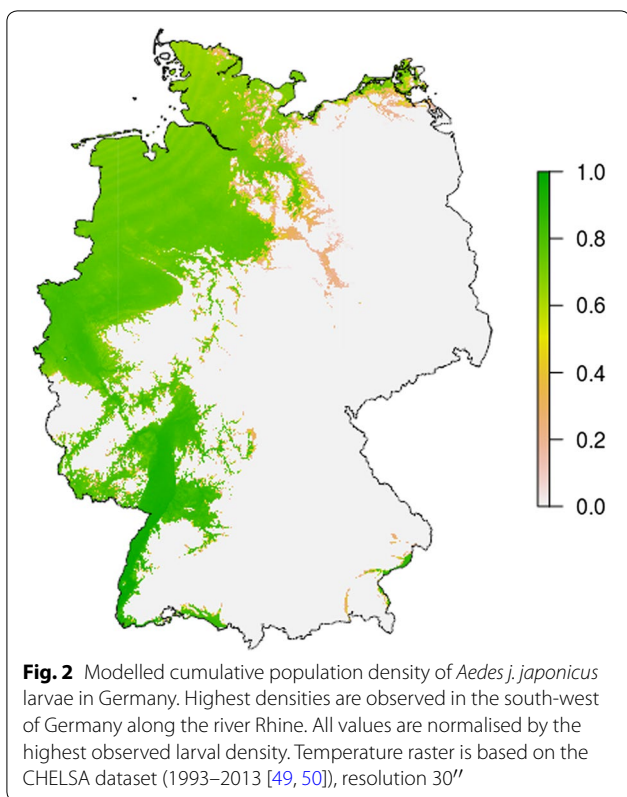 1.0
0.8
0.6
0.4
0.2
0.0
Fig. 2 Modelled cumulative population density of Aedes j. japonicus
larvae in Germany. Highest densities are observed in the south-west
of Germany along the river Rhine. All values are normalised by the
highest observed larval density. Temperature raster is based on the
CHELSA dataset (1993–2013 [49, 50]), resolution 30′′